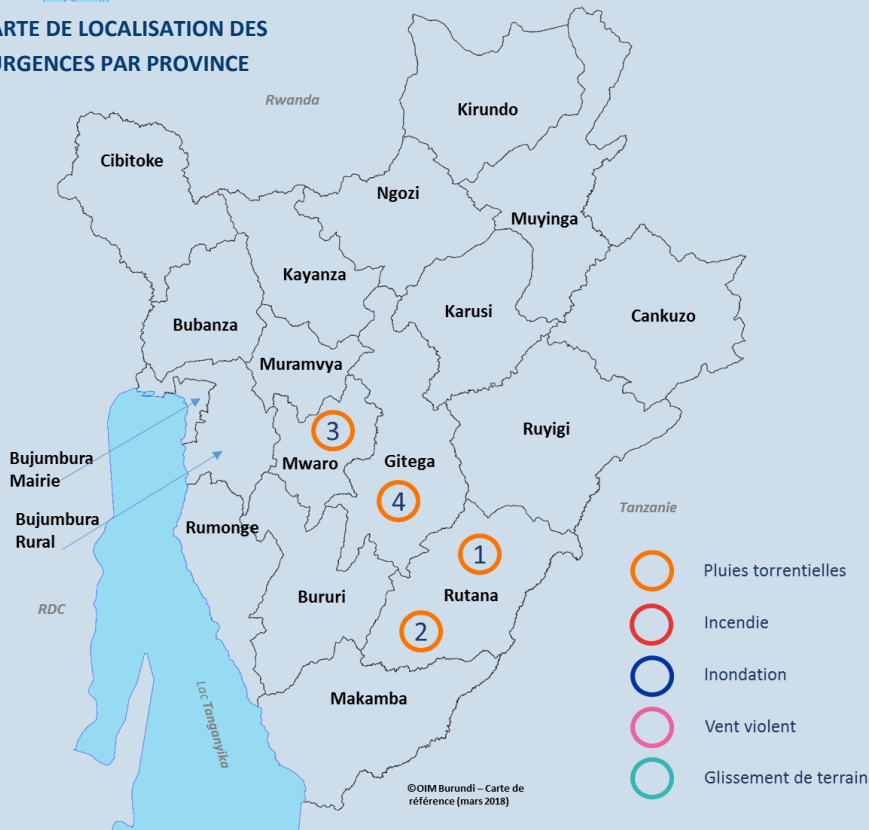 ARTE DE LOCALISATION DES
URGENCES PAR PROVINCE
Rwanda
Kirundo
Cibitoke
Ngozi
Muyinga
Kayanza
Karusi
Cankuzo
Bubanza
Muramvya
Ruyigi
3
Mwaro
Gitega
Bujumbura
Mairie
4
Tanzanie
Bujumbura
Rural
Rumonge
1
Rutana
Bururi
2
RDC
Lac Tanganyika
Makamba
Pluies torrentielles
Incendie
Inondation
Vent violent
Glissement de terrain
©OIM Burundi – Carte de
référence (mars 2018)